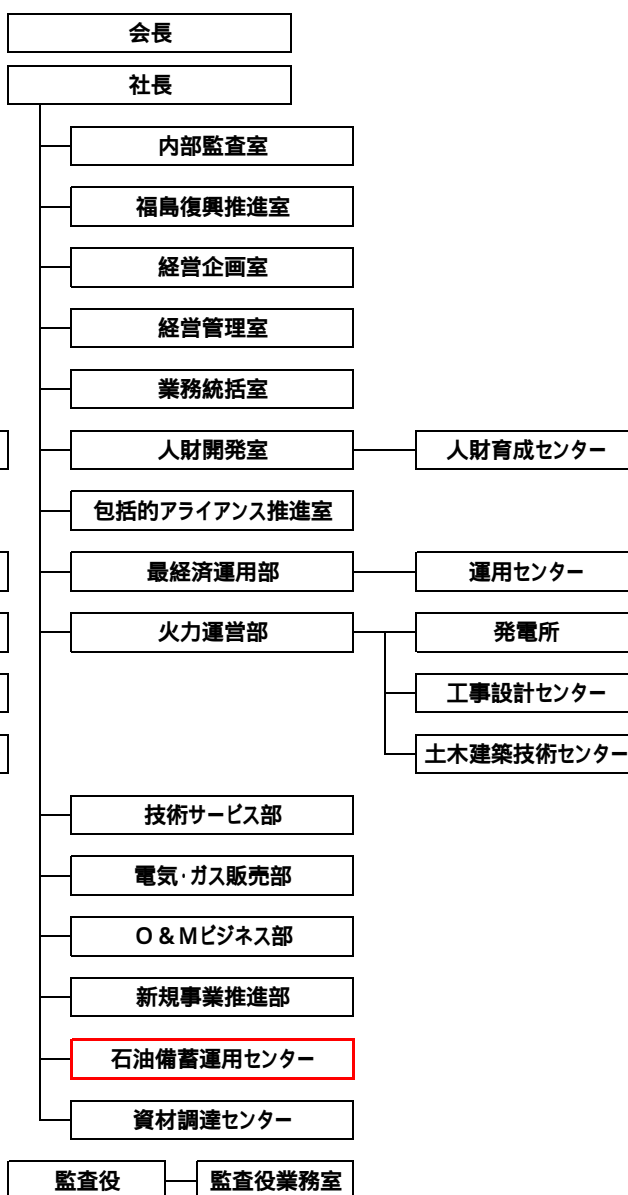 会長
社長
内部監査室
福島復興推進室
経営企画室
経営管理室
業務統括室
人財開発室
人財育成センター
包括的アライアンス推進室
最経済運用部
運用センター
火力運営部
発電所
工事設計センター
土木建築技術センター
技術サービス部
電気・ガス販売部
O&Mビジネス部
新規事業推進部
石油備蓄運用センター
資材調達センター
監査役
監査役業務室